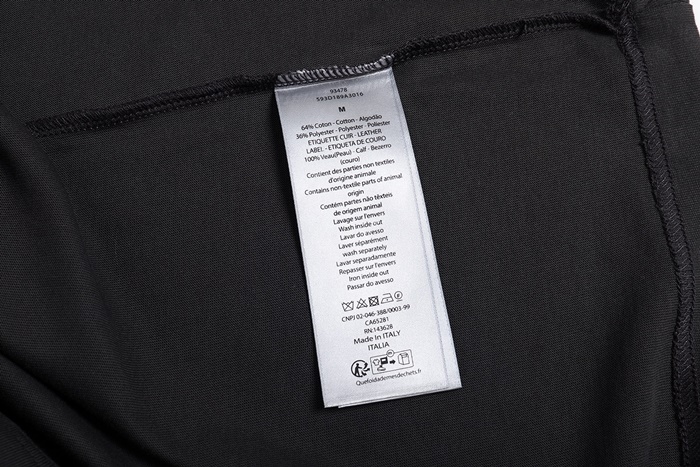 93478
593D189A3016
M
64% Coton - Cotton - Algodão
36% Polyester - Polyester - Poliester
ETIQUETTE CUIR - LEATHER
LABEL - ETIQUETA DE COURO
100% Veau(Peau) - Calf - Bezerro
(couro)
Contient des parties non textiles
d'origine animale
Contains non-textile parts of animal
origin
Contém partes não têxteis
de origem animal
Lavage sur l'envers
Wash inside out
Lavar do avesso
Laver séparément
wash separately
Lavar separadamente
Repasser sur l'envers
Iron inside out
Passar do avesso
CNPJ 02-046-388/0003-99
CA65281
RN:143628
Made In ITALY
ITALIA
Quefoidademesdechets.fr